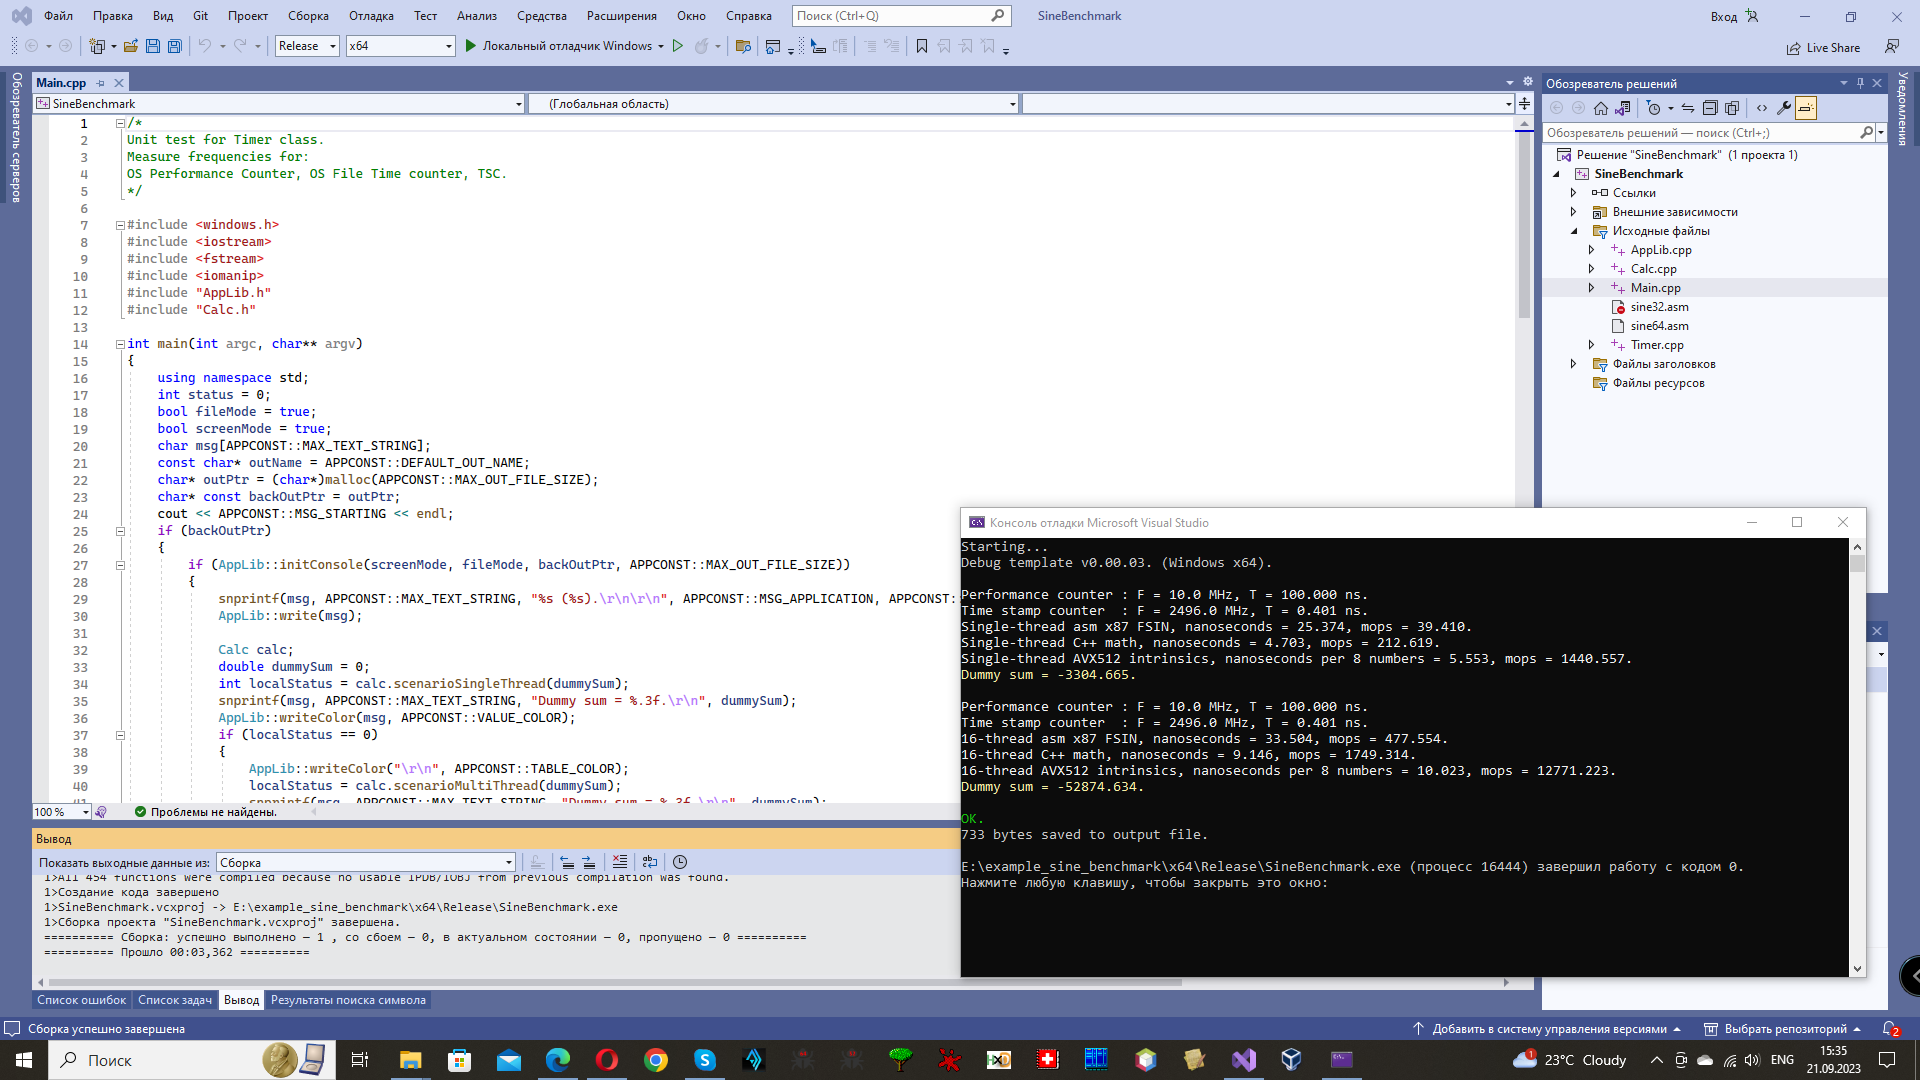 Файл Правка Вид Git Проект Сборка Отладка Тест Анализ Средства Расширения Окно Справка Поиск (Ctrl+Q) SineBenchmark Вход
Release x64 Локальный отладчик Windows Live Share
Обозреватель серверов
Main.cpp
SineBenchmark (Глобальная область)
1 /*
2 Unit test for Timer class.
3 Measure frequencies for:
4 OS Performance Counter, OS File Time counter, TSC.
5 */
6
7 #include <windows.h>
8 #include <iostream>
9 #include <fstream>
10 #include <iomanip>
11 #include "AppLib.h"
12 #include "Calc.h"
13
14 int main(int argc, char** argv)
15 {
16 using namespace std;
17 int status = 0;
18 bool fileMode = true;
19 bool screenMode = true;
20 char msg[APPCONST::MAX_TEXT_STRING];
21 const char* outName = APPCONST::DEFAULT_OUT_NAME;
22 char* outPtr = (char*)malloc(APPCONST::MAX_OUT_FILE_SIZE);
23 char* const backOutPtr = outPtr;
24 cout << APPCONST::MSG_STARTING << endl;
25 if (backOutPtr)
26 {
27 if (AppLib::initConsole(screenMode, fileMode, backOutPtr, APPCONST::MAX_OUT_FILE_SIZE))
28 {
29 snprintf(msg, APPCONST::MAX_TEXT_STRING, "%s (%s).\r\n\r\n", APPCONST::MSG_APPLICATION, APPCONST::
30 AppLib::write(msg);
31
32 Calc calc;
33 double dummySum = 0;
34 int localStatus = calc.scenarioSingleThread(dummySum);
35 snprintf(msg, APPCONST::MAX_TEXT_STRING, "Dummy sum = %.3f.\r\n", dummySum);
36 AppLib::writeColor(msg, APPCONST::VALUE_COLOR);
37 if (localStatus == 0)
38 {
39 AppLib::writeColor("\r\n", APPCONST::TABLE_COLOR);
40 localStatus = calc.scenarioMultiThread(dummySum);
41 snprintf(msg, APPCONST::MAX_TEXT_STRING, "Dummy sum = %.3f.\r\n", dummySum);
100 % Проблемы не найдены.
Вывод
Показать выходные данные из: Сборка
1>All 454 functions were compiled because no usable IPDB/IOBJ from previous compilation was found.
1>Создание кода завершено
1>SineBenchmark.vcxproj -> E:\example_sine_benchmark\x64\Release\SineBenchmark.exe
1>Сборка проекта "SineBenchmark.vcxproj" завершена.
========== Сборка: успешно выполнено — 1 , со сбоем — 0, в актуальном состоянии — 0, пропущено — 0 ==========
========== Прошло 00:03,362 ==========
Список ошибок Список задач Вывод Результаты поиска символа
Обозреватель решений
Обозреватель решений — поиск (Ctrl+;)
Решение "SineBenchmark" (1 проекта 1)
SineBenchmark
Ссылки
Внешние зависимости
Исходные файлы
AppLib.cpp
Calc.cpp
Main.cpp
sine32.asm
sine64.asm
Timer.cpp
Файлы заголовков
Файлы ресурсов
Уведомления
Консоль отладки Microsoft Visual Studio
Starting...
Debug template v0.00.03. (Windows x64).
Performance counter : F = 10.0 MHz, T = 100.000 ns.
Time stamp counter  : F = 2496.0 MHz, T = 0.401 ns.
Single-thread asm x87 FSIN, nanoseconds = 25.374, mops = 39.410.
Single-thread C++ math, nanoseconds = 4.703, mops = 212.619.
Single-thread AVX512 intrinsics, nanoseconds per 8 numbers = 5.553, mops = 1440.557.
Dummy sum = -3304.665.
Performance counter : F = 10.0 MHz, T = 100.000 ns.
Time stamp counter  : F = 2496.0 MHz, T = 0.401 ns.
16-thread asm x87 FSIN, nanoseconds = 33.504, mops = 477.554.
16-thread C++ math, nanoseconds = 9.146, mops = 1749.314.
16-thread AVX512 intrinsics, nanoseconds per 8 numbers = 10.023, mops = 12771.223.
Dummy sum = -52874.634.
OK.
733 bytes saved to output file.
E:\example_sine_benchmark\x64\Release\SineBenchmark.exe (процесс 16444) завершил работу с кодом 0.
Нажмите любую клавишу, чтобы закрыть это окно:
Сборка успешно завершена Добавить в систему управления версиями Выбрать репозиторий 2
Поиск 1 23°C Cloudy ENG 15:35
21.09.2023